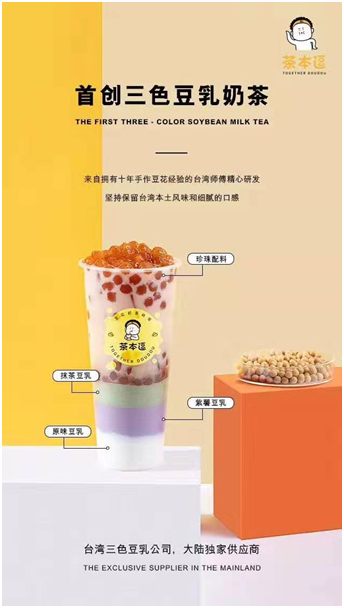 茶本逗
TOGETHER DOUDOU
首创三色豆乳奶茶
THE FIRST THREE - COLOR SOYBEAN MILK TEA
来自拥有十年手作豆花经验的台湾师傅精心研发
坚持保留台湾本土风味和细腻的口感
珍珠配料
茶本逗
TOGETHER DOUDOU
抹茶豆乳
紫薯豆乳
原味豆乳
台湾三色豆乳公司，大陆独家供应商
THE EXCLUSIVE SUPPLIER IN THE MAINLAND